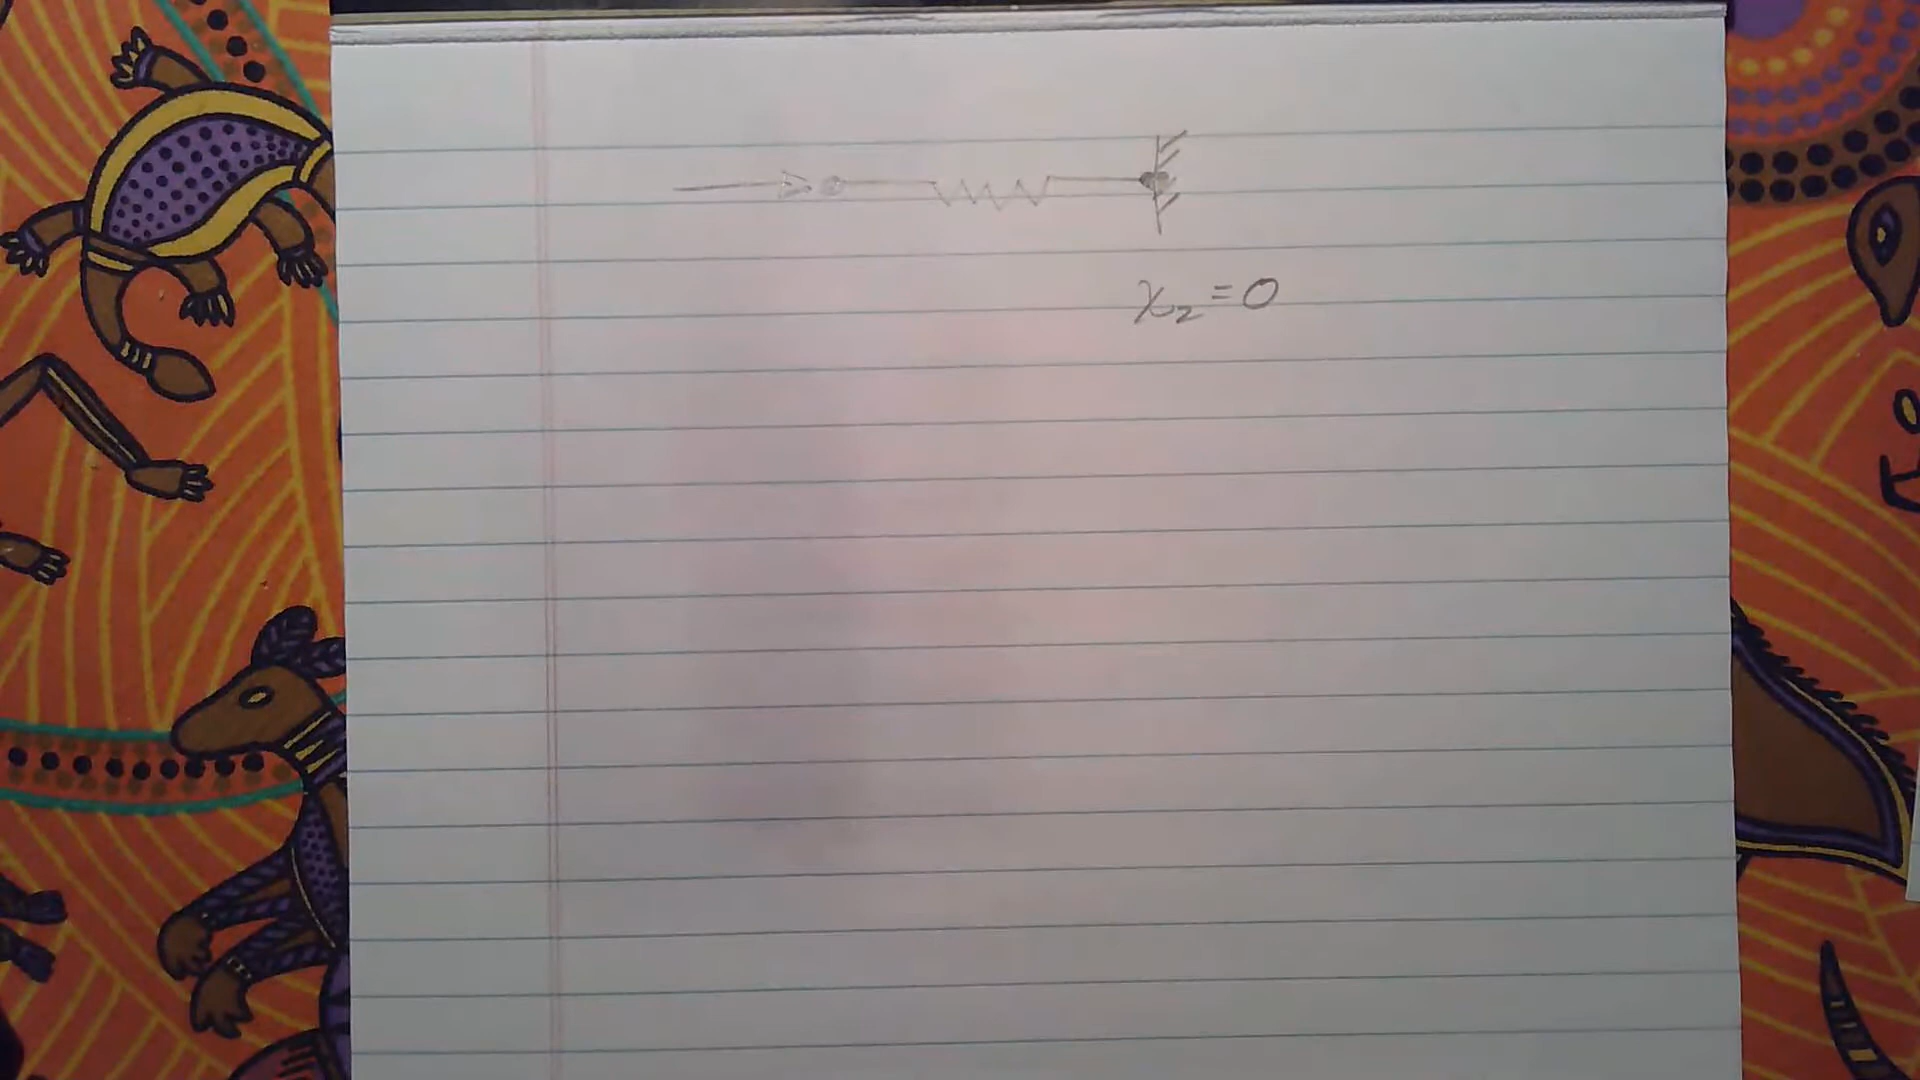 x₂ = 0